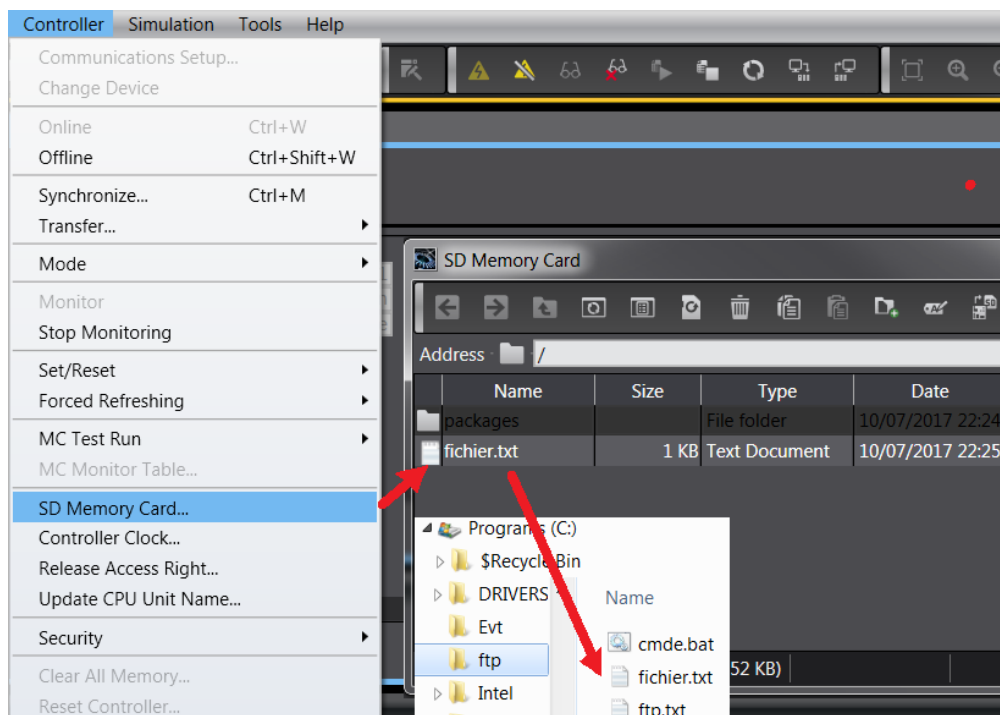 Controller Simulation Tools Help
Communications Setup...
Change Device
Online Ctrl+W
Offline Ctrl+Shift+W
Synchronize... Ctrl+M
Transfer...
Mode
Monitor
Stop Monitoring
Set/Reset
Forced Refreshing
MC Test Run
MC Monitor Table...
SD Memory Card...
Controller Clock...
Release Access Right...
Update CPU Unit Name...
Security
Clear All Memory...
Reset Controller...
SD Memory Card
Address /
Name Size Type Date
packages File folder 10/07/2017 22:24
fichier.txt 1 KB Text Document 10/07/2017 22:25
Programs (C:)
$Recycle.Bin
DRIVERS
Evt
ftp
Intel
Name
cmde.bat
fichier.txt
ftp.txt
52 KB)